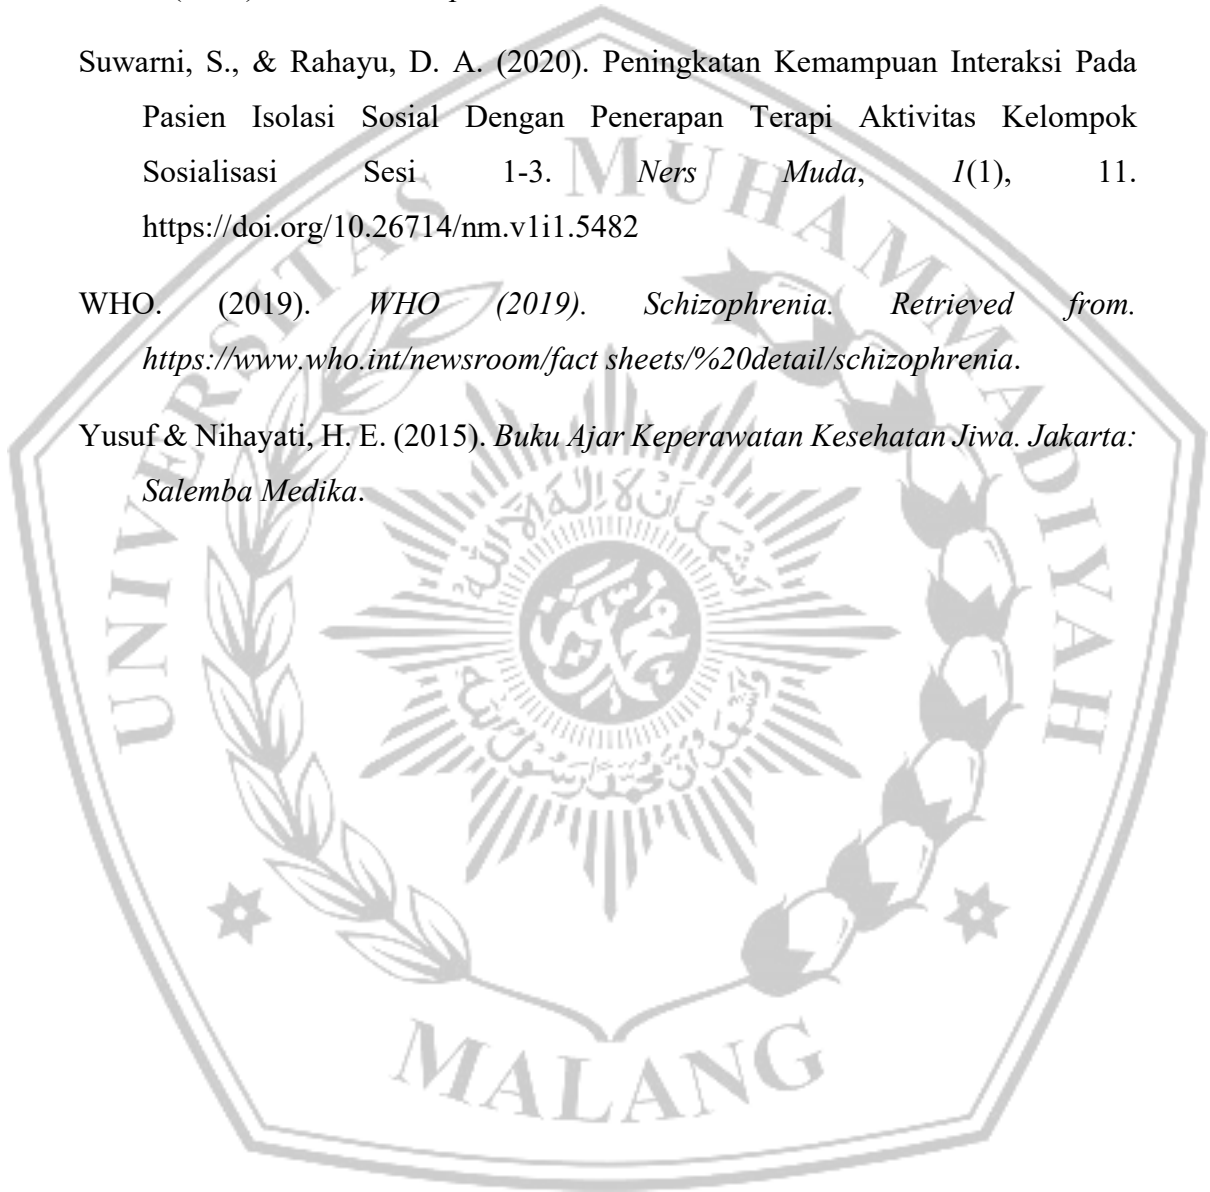 Suwarni, S., & Rahayu, D. A. (2020). Peningkatan Kemampuan Interaksi Pada
Pasien Isolasi Sosial Dengan Penerapan Terapi Aktivitas Kelompok
Sosialisasi Sesi 1-3. Ners Muda, 1(1), 11.
https://doi.org/10.26714/nm.v1i1.5482
WHO. (2019). WHO (2019). Schizophrenia. Retrieved from.
https://www.who.int/newsroom/fact sheets/%20detail/schizophrenia.
Yusuf & Nihayati, H. E. (2015). Buku Ajar Keperawatan Kesehatan Jiwa. Jakarta:
Salemba Medika.
UNIVERSITAS MUHAMMADIYAH
MALANG